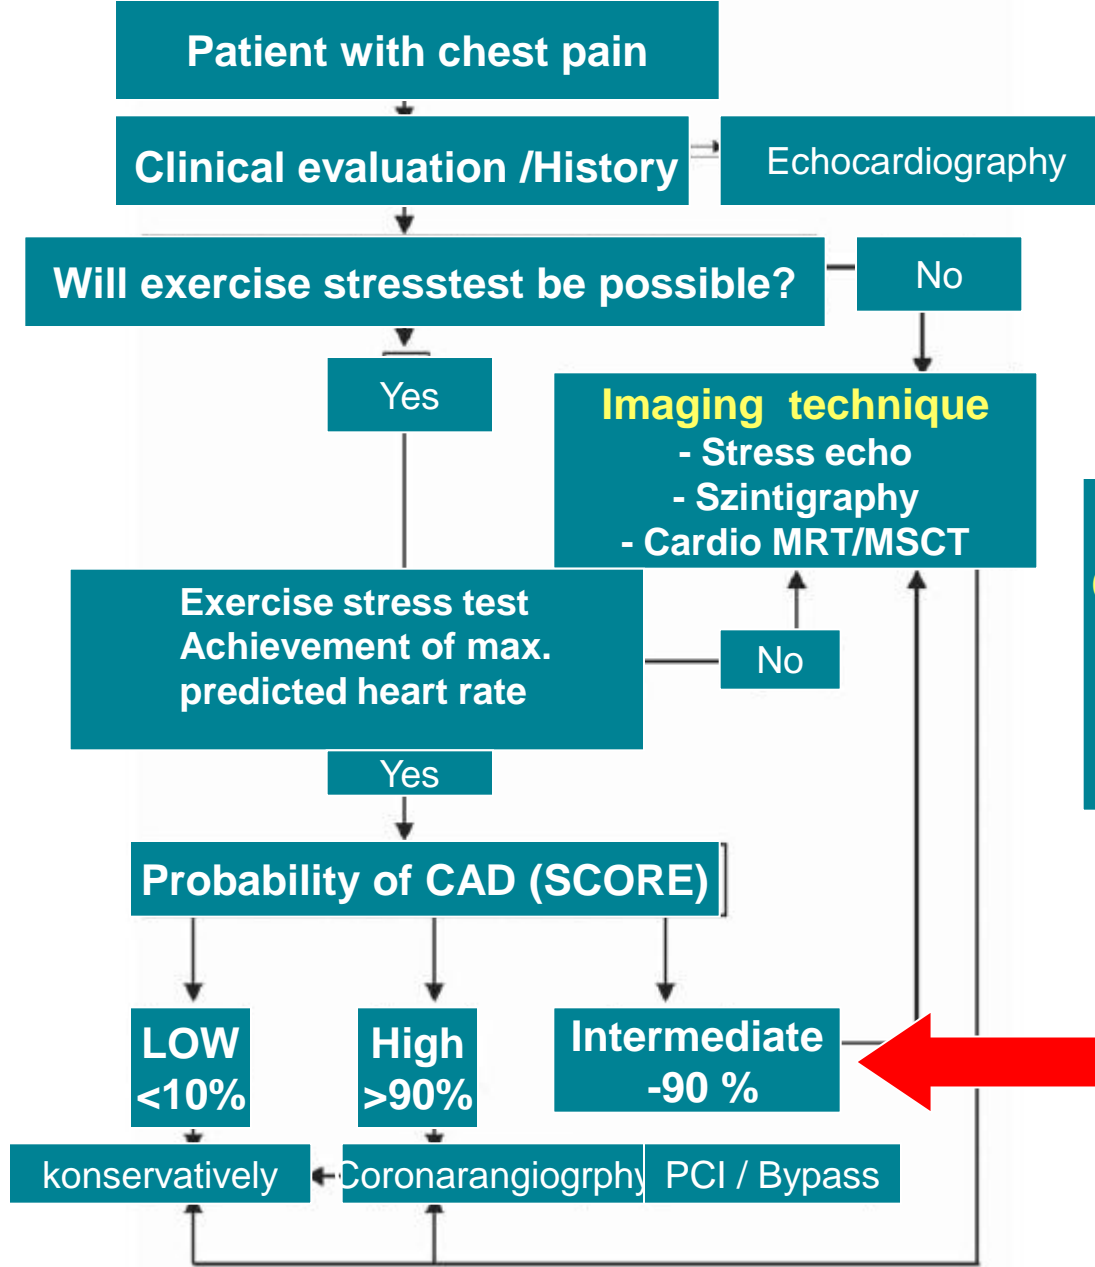 Patient with chest pain
Clinical evaluation /History
Echocardiography
Will exercise stresstest be possible?
No
Yes
Imaging technique
- Stress echo
- Szintigraphy
- Cardio MRT/MSCT
Exercise stress test
Achievement of max.
predicted heart rate
No
Yes
Probability of CAD (SCORE)
LOW
<10%
High
>90%
Intermediate
-90 %
konservatively
Coronarangiogrphy
PCI / Bypass